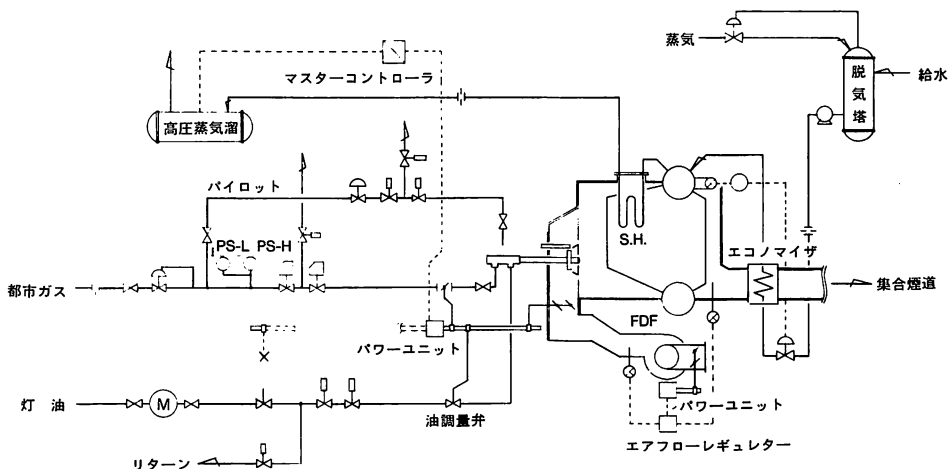 蒸気
脱気塔
給水
マスターコントローラ
高圧蒸気溜
パイロット
PS-L PS-H
S.H.
エコノマイザ
都市ガス
集合煙道
FDF
パワーユニット
灯油
M
油調量弁
パワーユニット
エアフローレギュレター
リターン